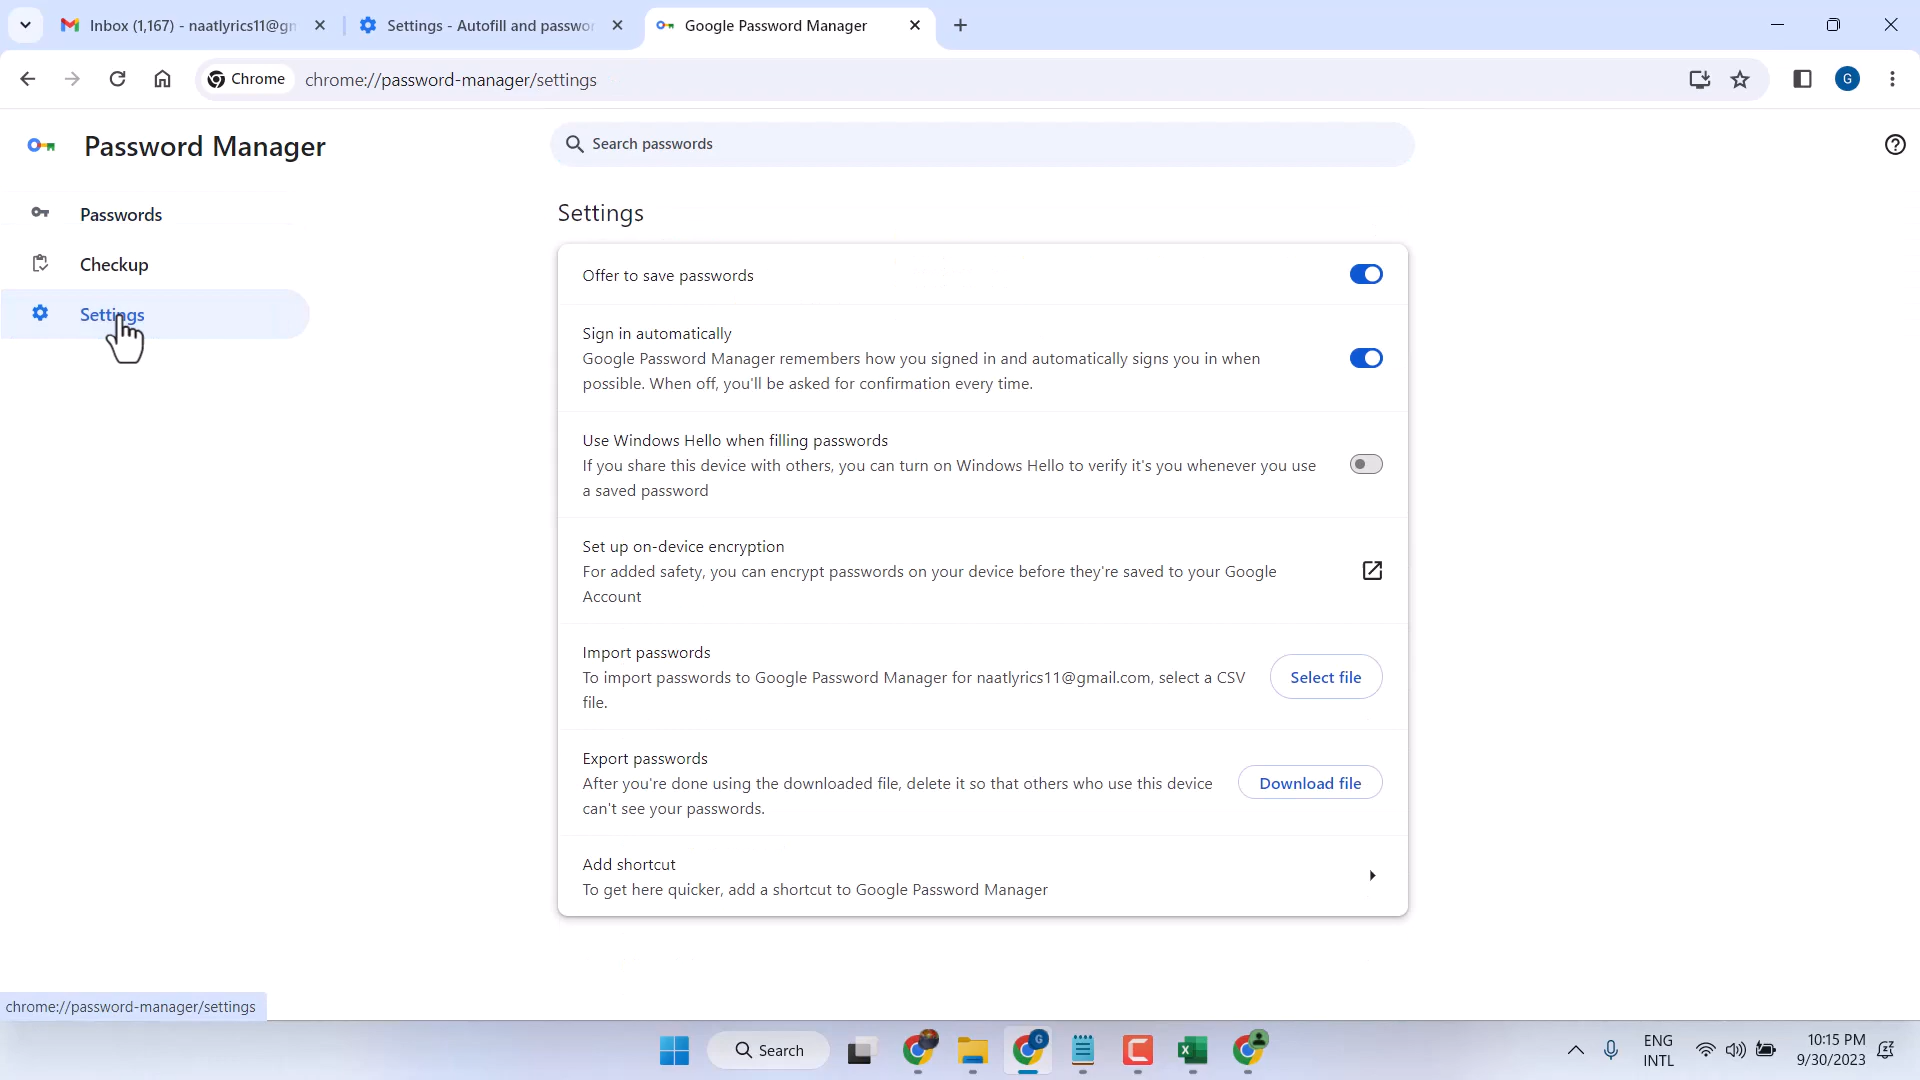 Inbox (1,167) - naatlyrics11@gm
Settings - Autofill and passwor
Google Password Manager
Chrome
chrome://password-manager/settings
G
Password Manager
Search passwords
Passwords
Checkup
Settings
Settings
Offer to save passwords
Sign in automatically
Google Password Manager remembers how you signed in and automatically signs you in when
possible. When off, you'll be asked for confirmation every time.
Use Windows Hello when filling passwords
If you share this device with others, you can turn on Windows Hello to verify it's you whenever you use
a saved password
Set up on-device encryption
For added safety, you can encrypt passwords on your device before they're saved to your Google
Account
Import passwords
To import passwords to Google Password Manager for naatlyrics11@gmail.com, select a CSV
file.
Select file
Export passwords
After you're done using the downloaded file, delete it so that others who use this device
can't see your passwords.
Download file
Add shortcut
To get here quicker, add a shortcut to Google Password Manager
chrome://password-manager/settings
Search
G
ENG
INTL
10:15 PM
9/30/2023